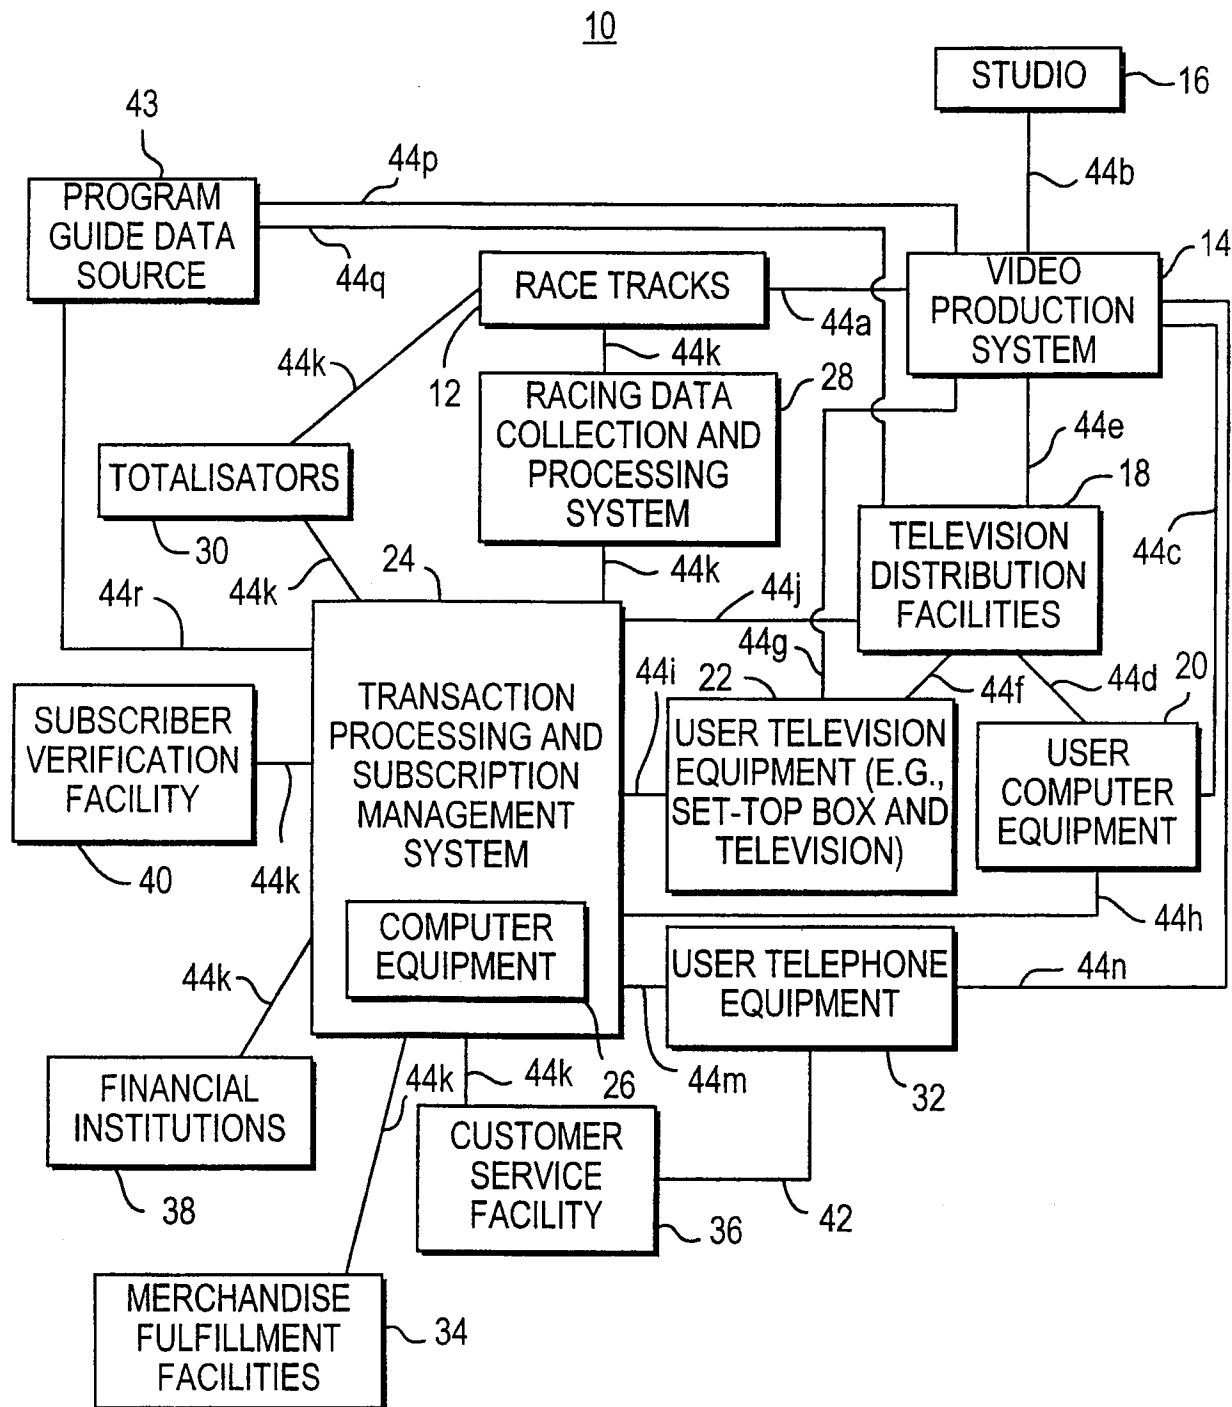 10
STUDIO
16
43
44p
44b
PROGRAM
GUIDE DATA
SOURCE
44q
RACE TRACKS
44a
VIDEO
PRODUCTION
SYSTEM
14
44k
12
44k
RACING DATA
COLLECTION AND
PROCESSING
SYSTEM
28
44e
18
44c
TOTALISATORS
30
44k
44k
TELEVISION
DISTRIBUTION
FACILITIES
44r
24
44j
44g
44i
22
44f
44d
20
SUBSCRIBER
VERIFICATION
FACILITY
40
44k
TRANSACTION
PROCESSING AND
SUBSCRIPTION
MANAGEMENT
SYSTEM
USER TELEVISION
EQUIPMENT (E.G.,
SET-TOP BOX AND
TELEVISION)
USER
COMPUTER
EQUIPMENT
44h
COMPUTER
EQUIPMENT
26
USER TELEPHONE
EQUIPMENT
44n
32
44k
44m
FINANCIAL
INSTITUTIONS
38
44k
44k
CUSTOMER
SERVICE
FACILITY
36
42
MERCHANDISE
FULFILLMENT
FACILITIES
34